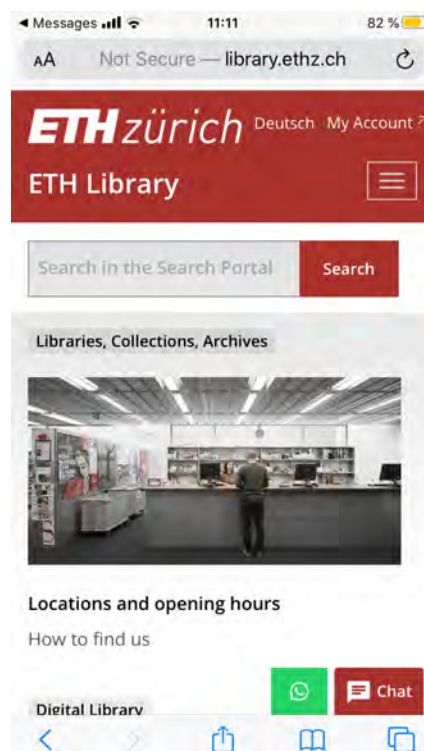 ◀ Messages 11:11 82 %
AA Not Secure — library.ethz.ch
ETH zürich Deutsch My Account
ETH Library
Search in the Search Portal Search
Libraries, Collections, Archives
Locations and opening hours
How to find us
Chat
Digital Library